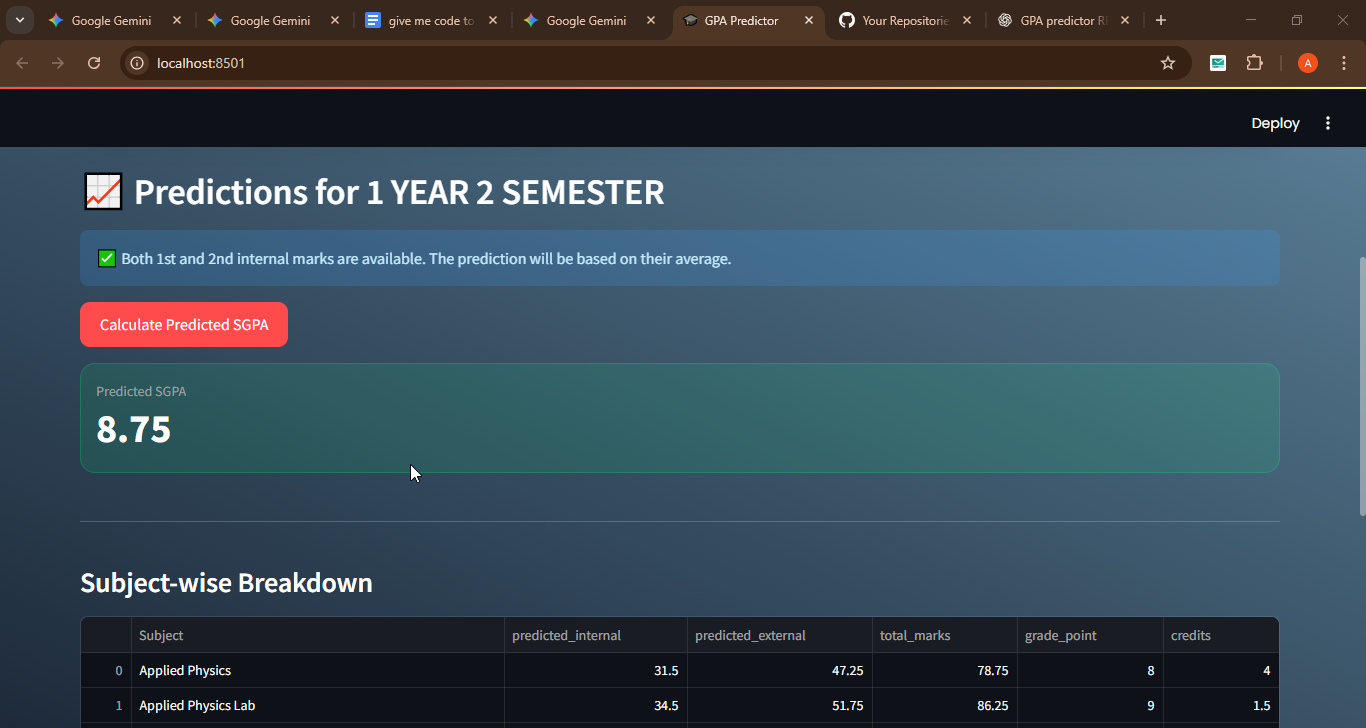 Google Gemini
Google Gemini
give me code to
Google Gemini
GPA Predictor
Your Repositorie
GPA predictor R
localhost:8501
A
Deploy
Predictions for 1 YEAR 2 SEMESTER
Both 1st and 2nd internal marks are available. The prediction will be based on their average.
Calculate Predicted SGPA
Predicted SGPA
8.75
Subject-wise Breakdown
Subject predicted_internal predicted_external total_marks grade_point credits
0 Applied Physics 31.5 47.25 78.75 8 4
1 Applied Physics Lab 34.5 51.75 86.25 9 1.5